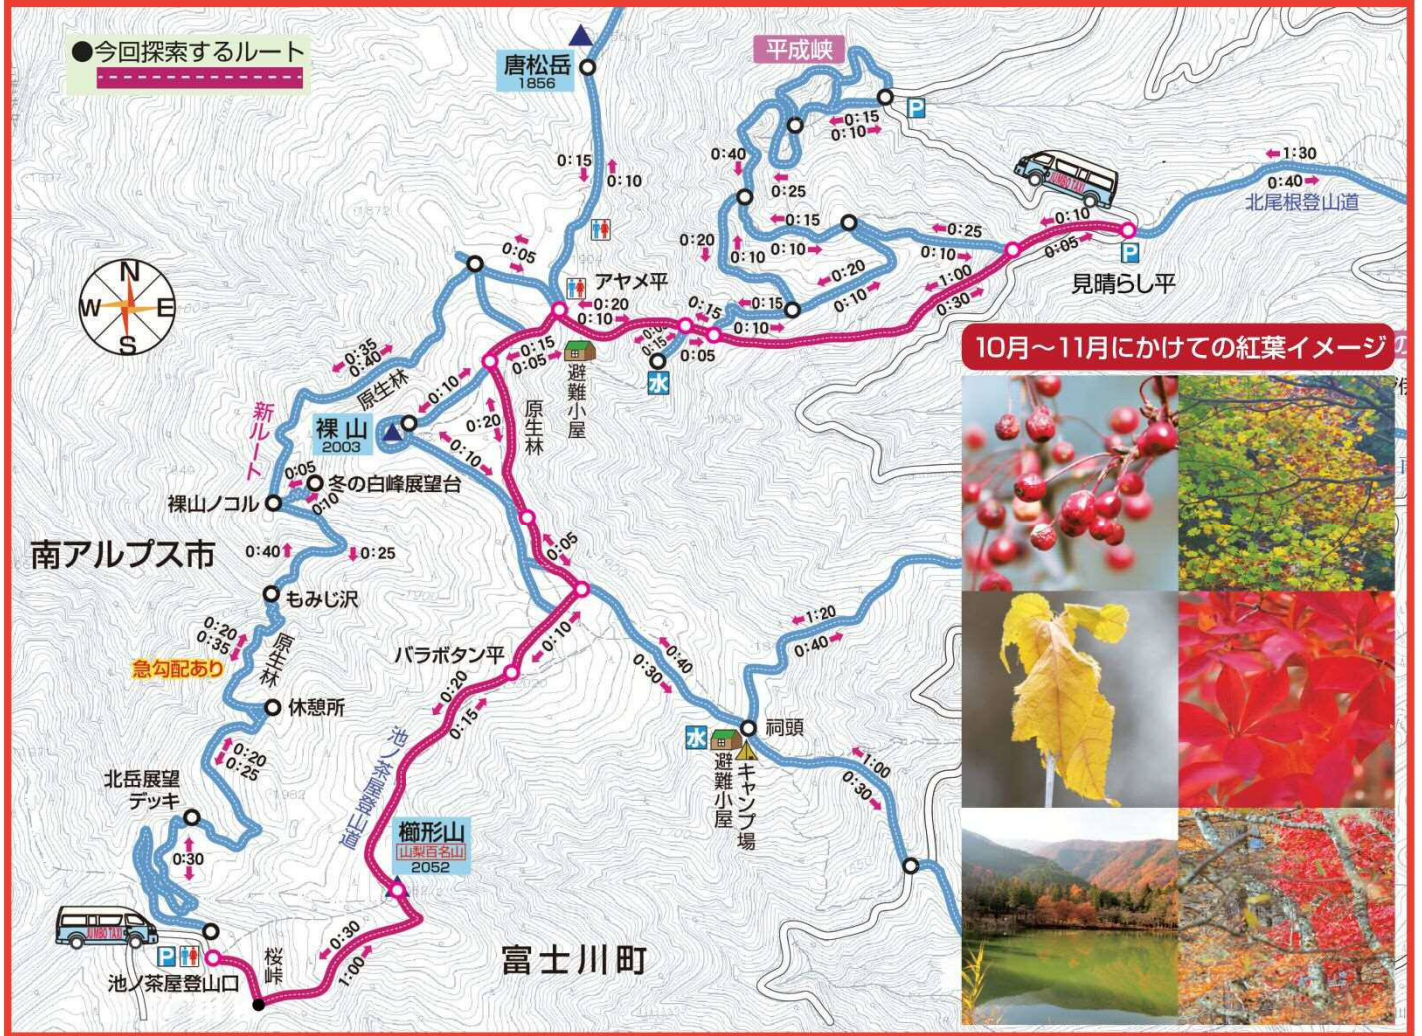 ●今回探索するルート
唐松岳
1856
平成峡
P
0:15
0:10
0:15
0:10
0:40
0:25
1:30
0:40
北尾根登山道
0:15
0:10
0:25
0:10
0:10
0:05
P
見晴らし平
0:20
0:10
0:20
0:10
1:00
0:30
N
W E
S
0:05
アヤメ平
0:20
0:10
0:15
0:15
0:10
0:05
0:15
水
避難小屋
0:15
0:05
0:35
0:40
原生林
新ルート
0:10
裸山
2003
0:20
原生林
0:10
0:05
0:10
冬の白峰展望台
裸山ノコル
南アルプス市
0:40
0:25
もみじ沢
0:20
0:35
原生林
急勾配あり
休憩所
0:20
0:25
北岳展望
デッキ
0:30
JUMBO TAXI
P
池ノ茶屋登山口
桜峠
0:30
1:00
櫛形山
山梨百名山
2052
池ノ茶屋登山道
0:20
0:15
バラボタン平
0:10
0:05
0:40
0:30
1:20
0:40
祠頭
水
避難小屋
キャンプ場
1:00
0:30
富士川町
JUMBO TAXI
10月～11月にかけての紅葉イメージ